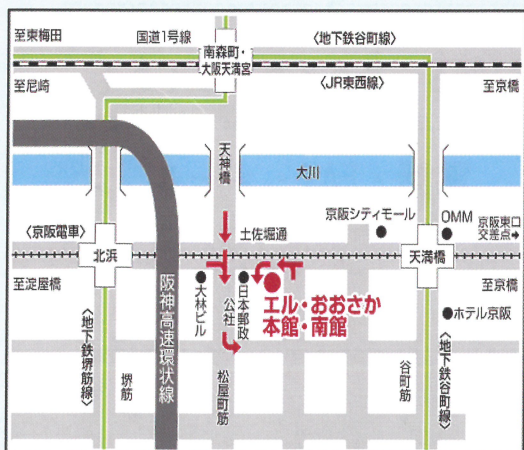 至東梅田
国道1号線
南森町・
大阪天満宮
〈地下鉄谷町線〉
至尼崎
〈JR東西線〉
至京橋
天神橋
大川
京阪シティモール
OMM
京阪東口
交差点➔
〈京阪電車〉
北浜
土佐堀通
天満橋
至淀屋橋
阪神高速環状線
大林ビル
公社
日本郵政
エル・おおさか
本館・南館
至京橋
ホテル京阪
〈地下鉄堺筋線〉
堺筋
松屋町筋
谷町筋
〈地下鉄谷町線〉